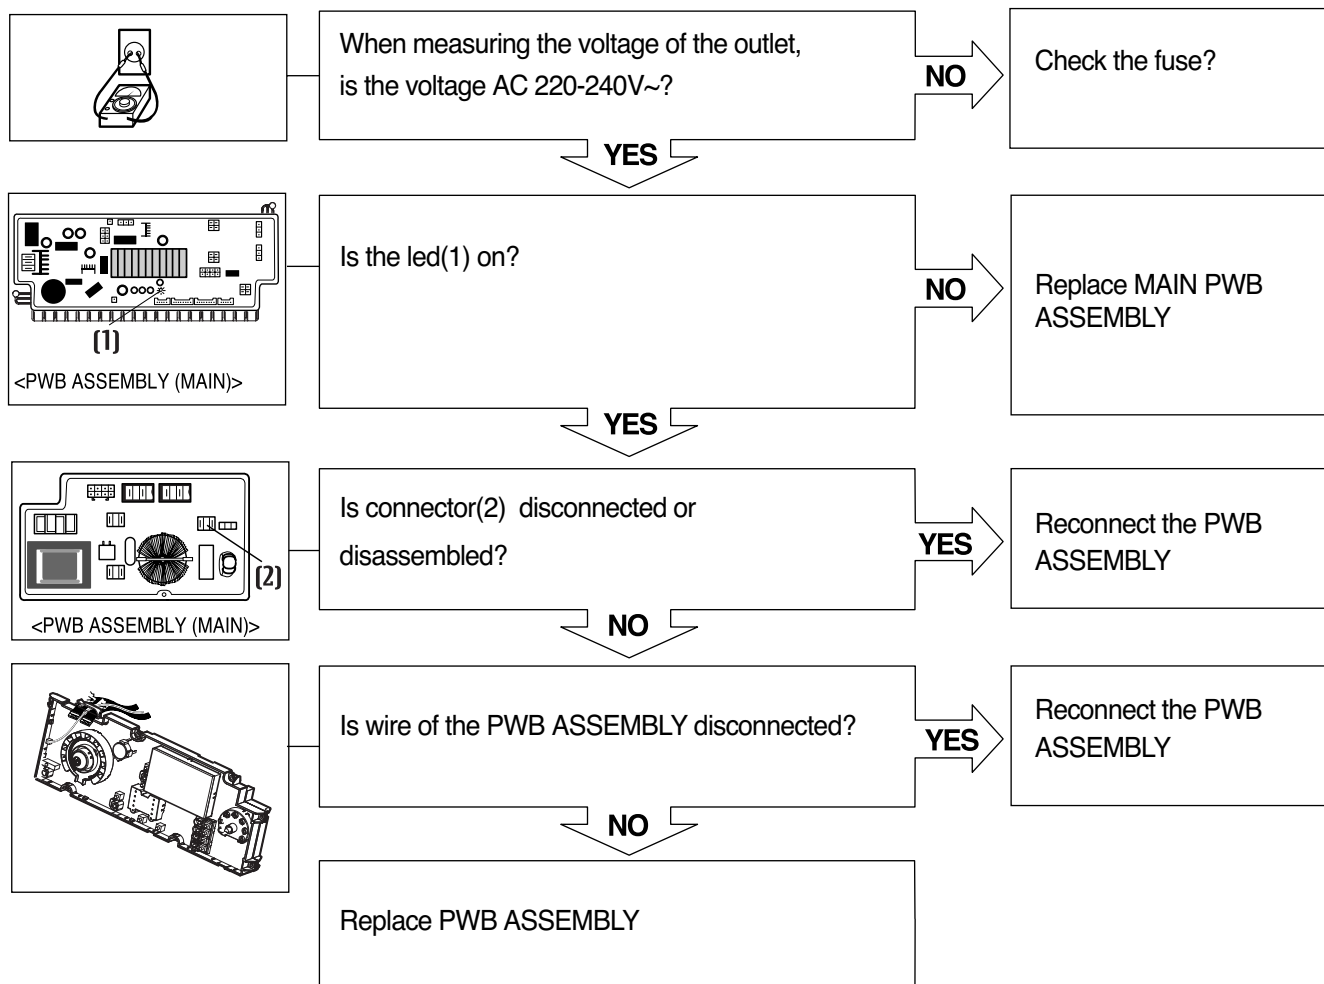 When measuring the voltage of the outlet,
is the voltage AC 220-240V~?
NO
Check the fuse?
YES
Is the led(1) on?
NO
Replace MAIN PWB
ASSEMBLY
(1)
<PWB ASSEMBLY (MAIN)>
YES
Is connector(2) disconnected or
disassembled?
YES
Reconnect the PWB
ASSEMBLY
(2)
<PWB ASSEMBLY (MAIN)>
NO
Is wire of the PWB ASSEMBLY disconnected?
YES
Reconnect the PWB
ASSEMBLY
NO
Replace PWB ASSEMBLY